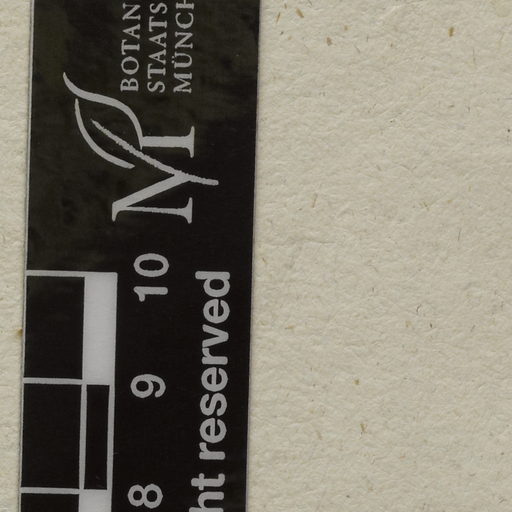 BOTAN
STAATS
MÜNCH
M
10
9
8
ht reserved